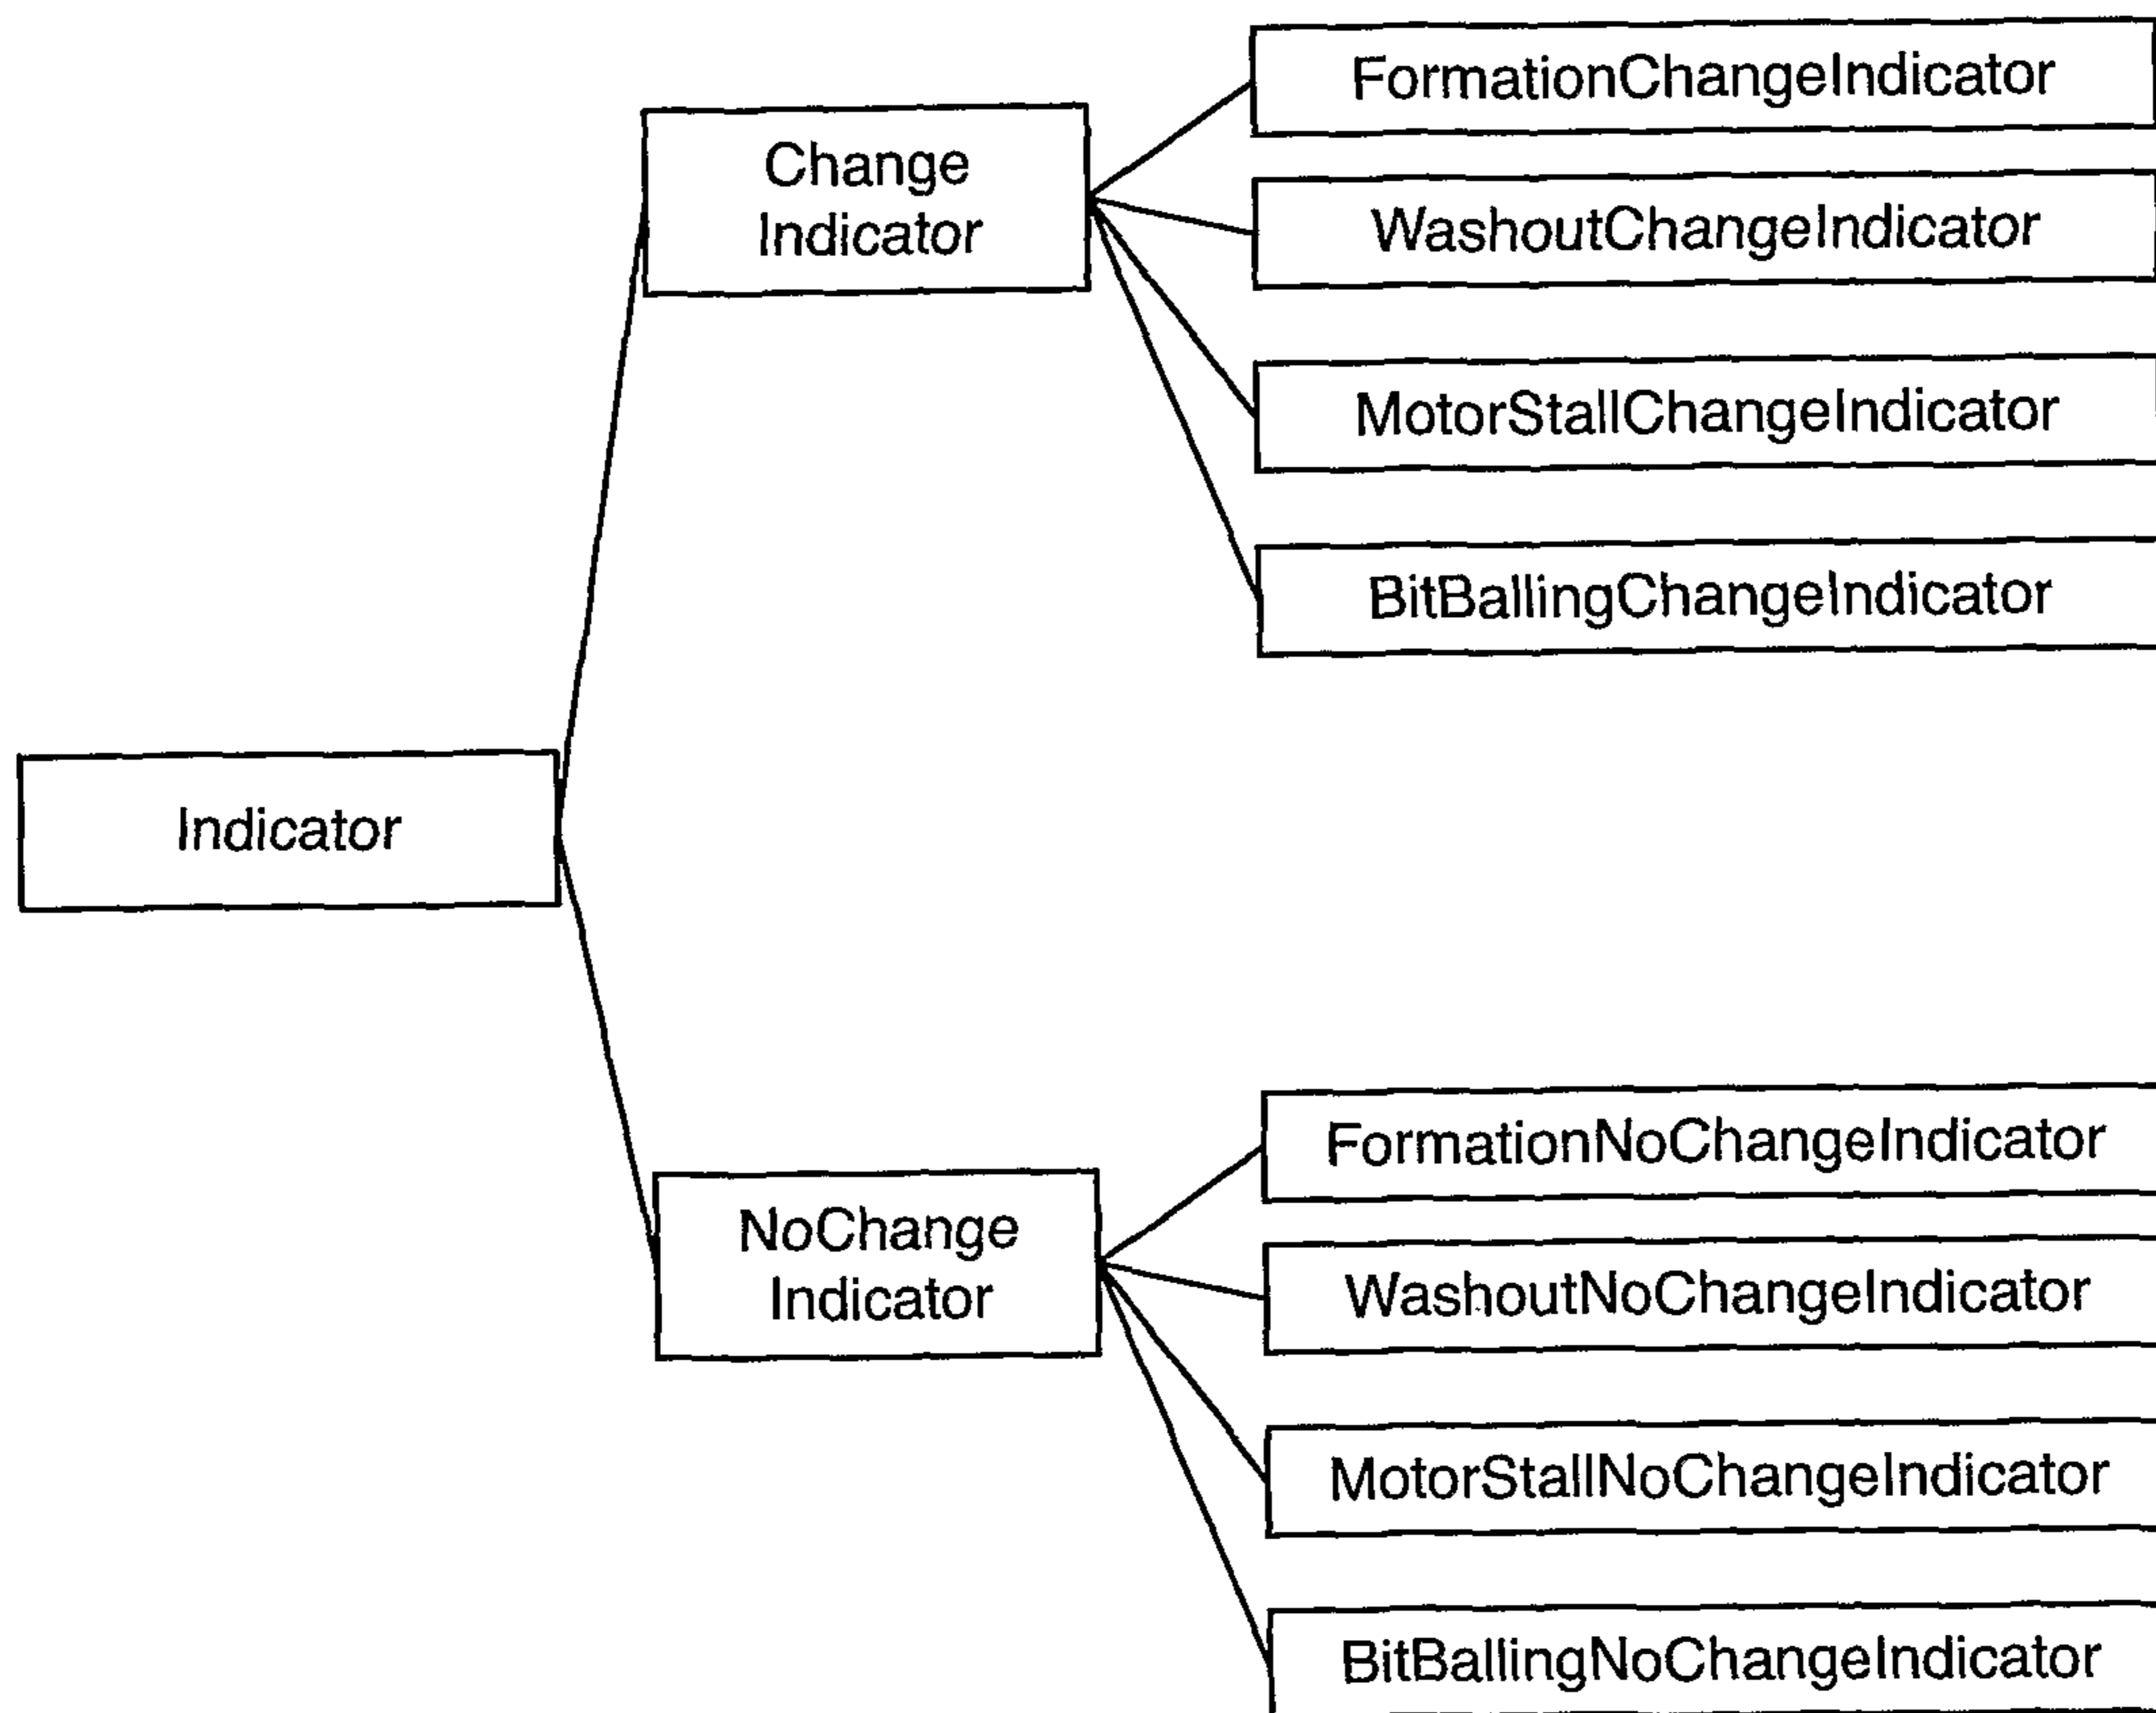 FormationChangeIndicator
Change
Indicator
WashoutChangeIndicator
MotorStallChangeIndicator
BitBallingChangeIndicator
Indicator
FormationNoChangeIndicator
NoChange
Indicator
WashoutNoChangeIndicator
MotorStallNoChangeIndicator
BitBallingNoChangeIndicator